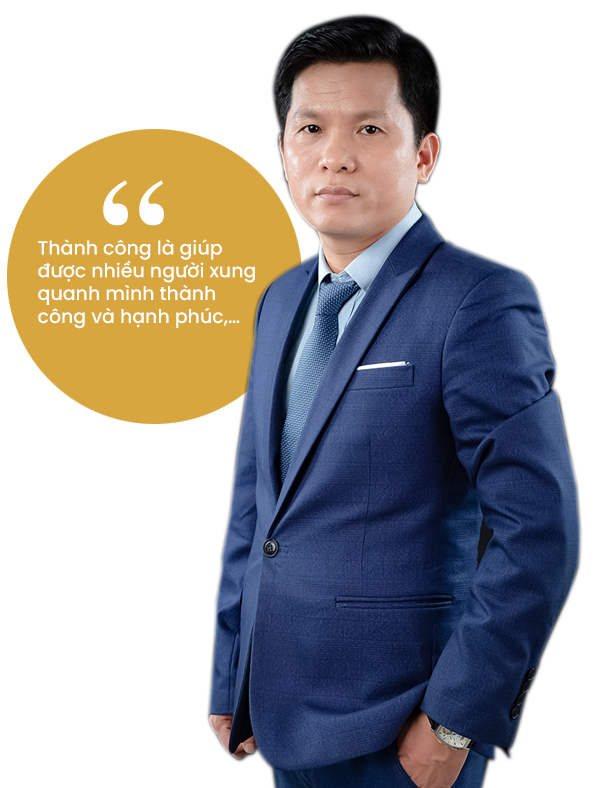 “
Thành công là giúp
được nhiều người xung
quanh mình thành
công và hạnh phúc,...